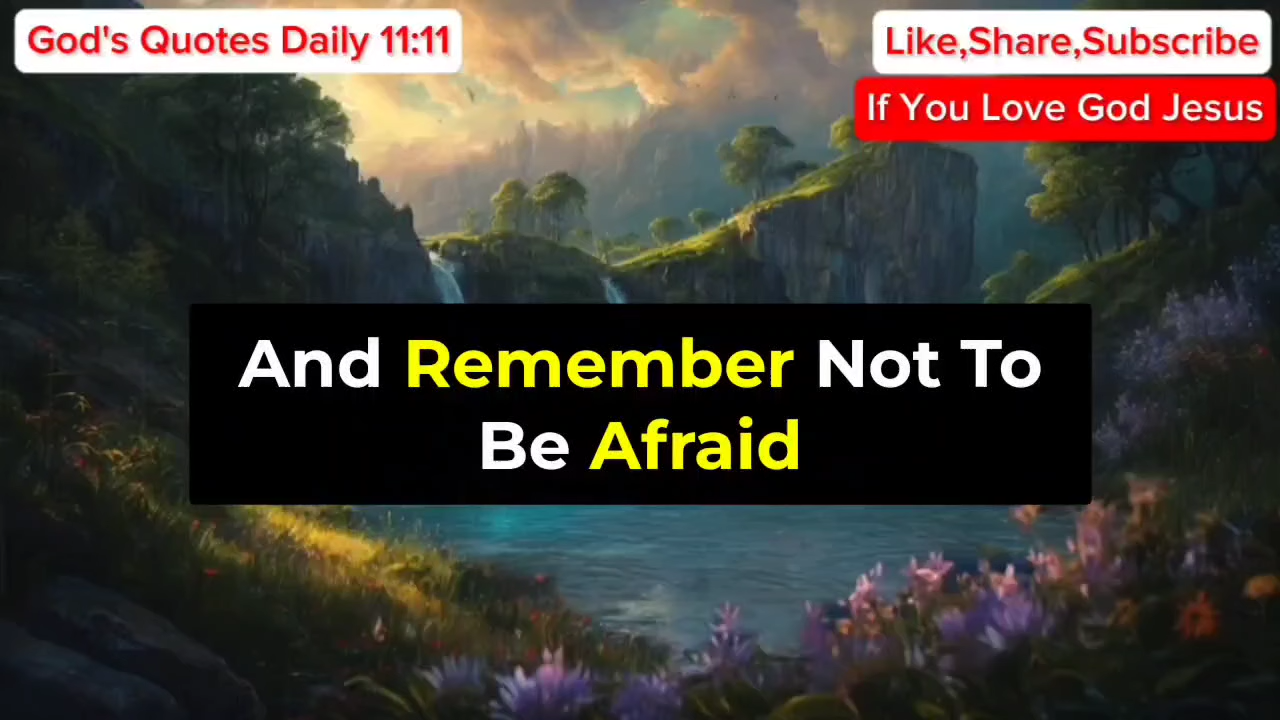 God's Quotes Daily 11:11
Like,Share,Subscribe
If You Love God Jesus
And Remember Not To
Be Afraid